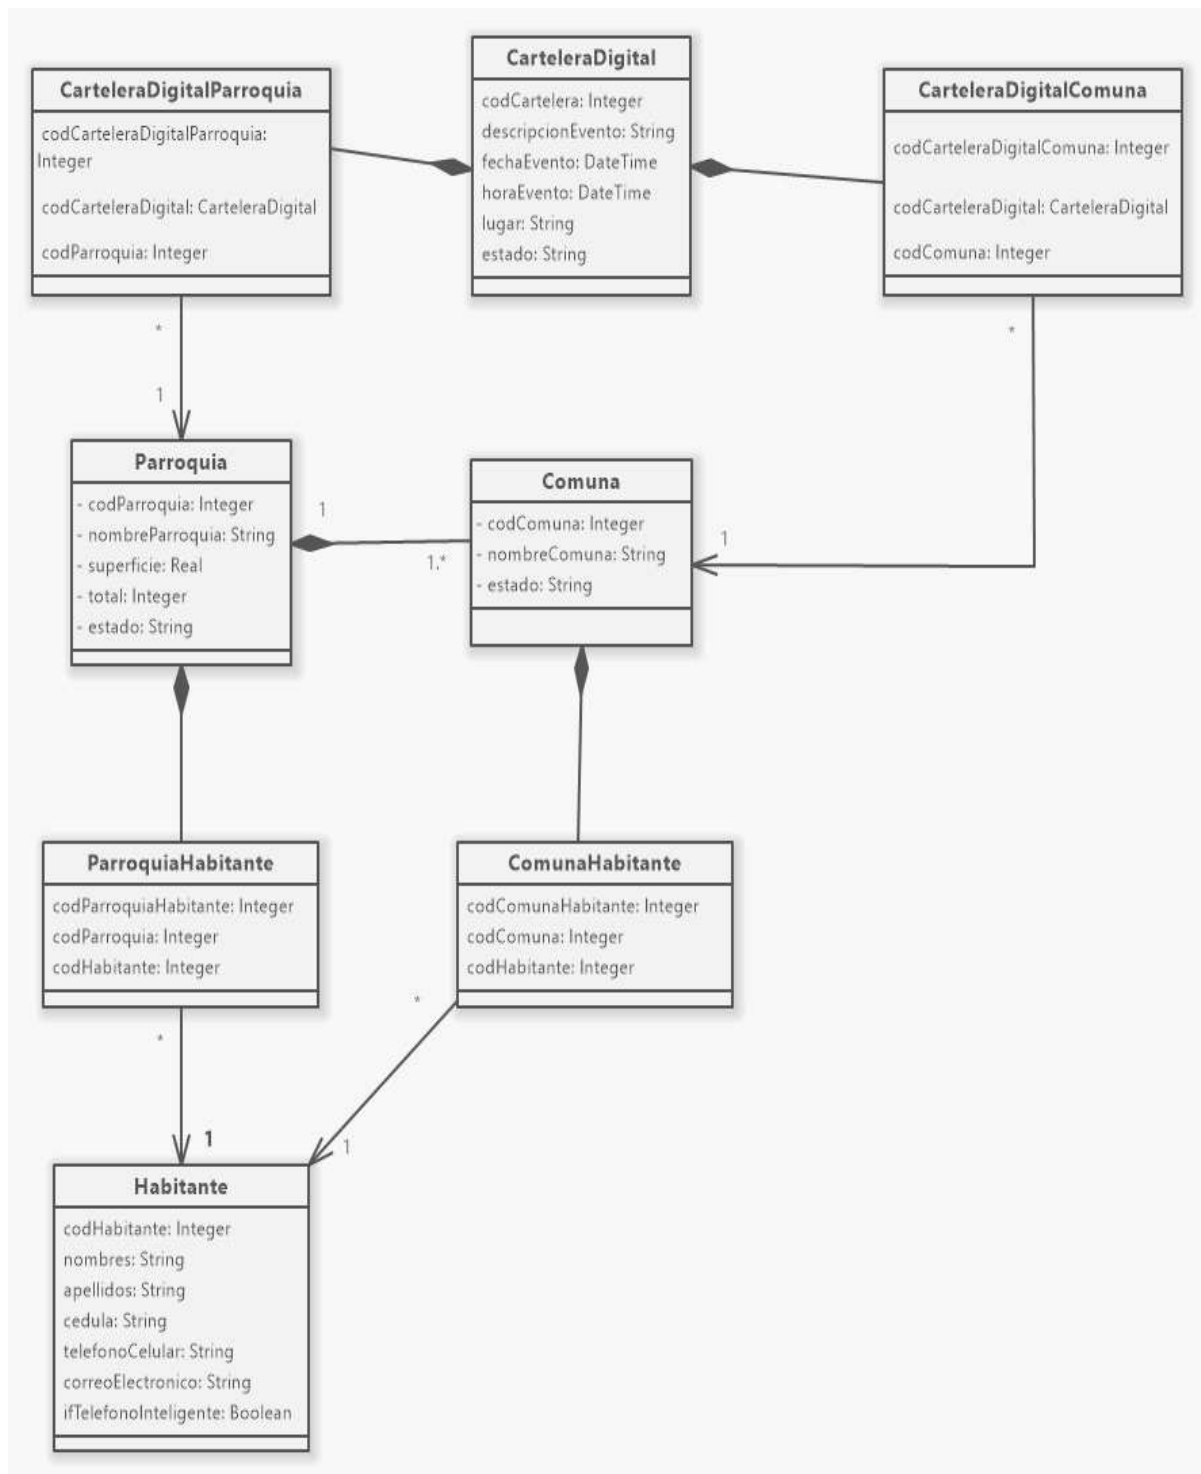 CarteleraDigitalParroquia
codCarteleraDigitalParroquia:
Integer
codCarteleraDigital: CarteleraDigital
codParroquia: Integer
CarteleraDigital
codCartelera: Integer
descripcionEvento: String
fechaEvento: DateTime
horaEvento: DateTime
lugar: String
estado: String
CarteleraDigitalComuna
codCarteleraDigitalComuna: Integer
codCarteleraDigital: CarteleraDigital
codComuna: Integer
*
1
*
1
Parroquia
- codParroquia: Integer
- nombreParroquia: String
- superficie: Real
- total: Integer
- estado: String
1
1.*
Comuna
- codComuna: Integer
- nombreComuna: String
- estado: String
ParroquiaHabitante
codParroquiaHabitante: Integer
codParroquia: Integer
codHabitante: Integer
ComunaHabitante
codComunaHabitante: Integer
codComuna: Integer
codHabitante: Integer
*
1
*
1
Habitante
codHabitante: Integer
nombres: String
apellidos: String
cedula: String
telefonoCelular: String
correoElectronico: String
ifTelefonoInteligente: Boolean